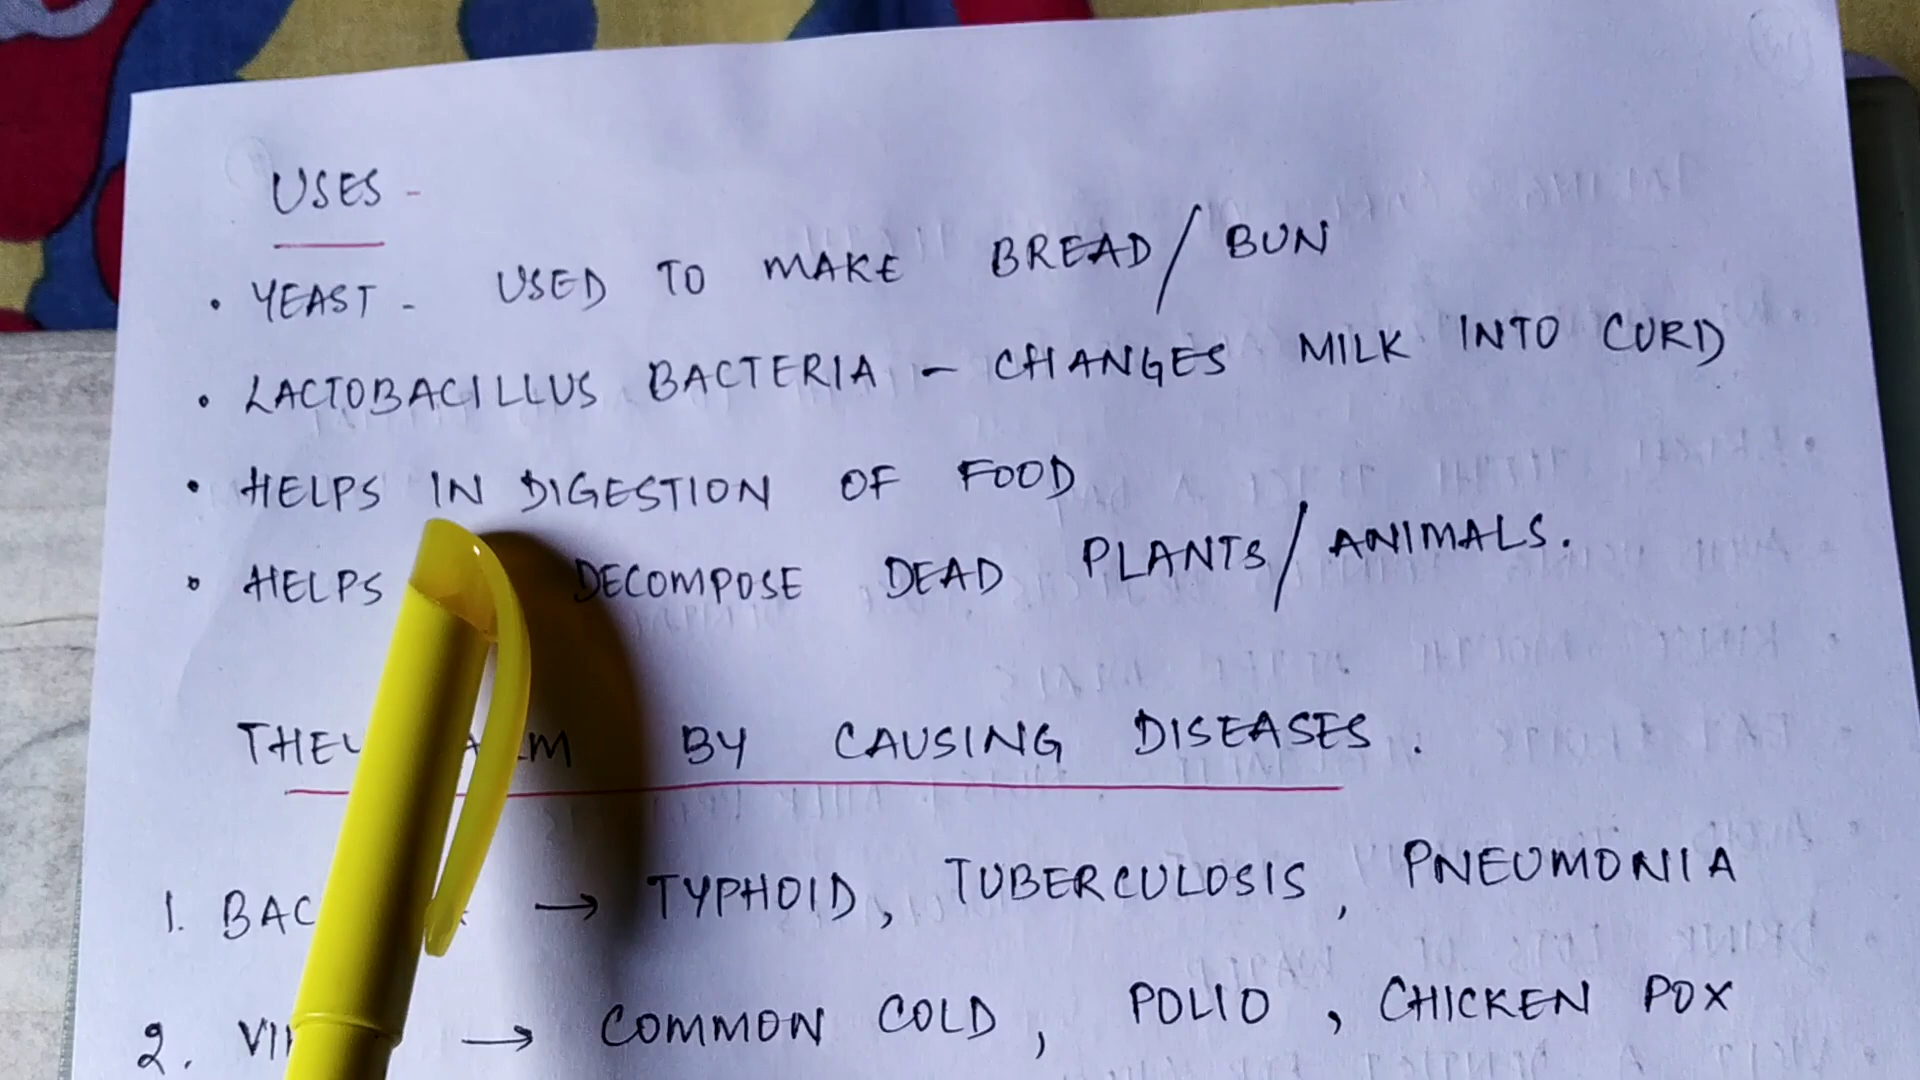 USES -
• YEAST - USED TO MAKE BREAD/BUN
• LACTOBACILLUS BACTERIA - CHANGES MILK INTO CURD
• HELPS IN DIGESTION OF FOOD
• HELPS DECOMPOSE DEAD PLANTS/ANIMALS.
BY CAUSING DISEASES.
1. → TYPHOID, TUBERCULOSIS, PNEUMONIA
2. → COMMON COLD, POLIO, CHICKEN POX